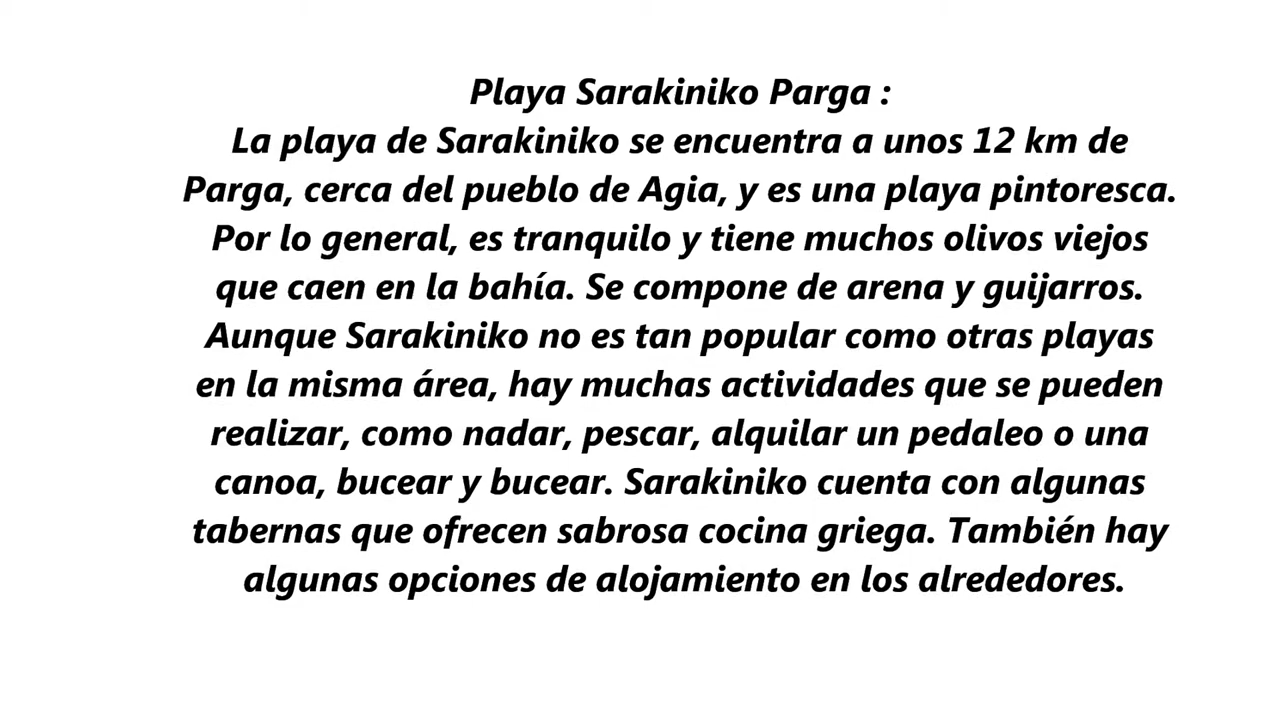 Playa Sarakiniko Parga :
La playa de Sarakiniko se encuentra a unos 12 km de
Parga, cerca del pueblo de Agia, y es una playa pintoresca.
Por lo general, es tranquilo y tiene muchos olivos viejos
que caen en la bahía. Se compone de arena y guijarros.
Aunque Sarakiniko no es tan popular como otras playas
en la misma área, hay muchas actividades que se pueden
realizar, como nadar, pescar, alquilar un pedaleo o una
canoa, bucear y bucear. Sarakiniko cuenta con algunas
tabernas que ofrecen sabrosa cocina griega. También hay
algunas opciones de alojamiento en los alrededores.